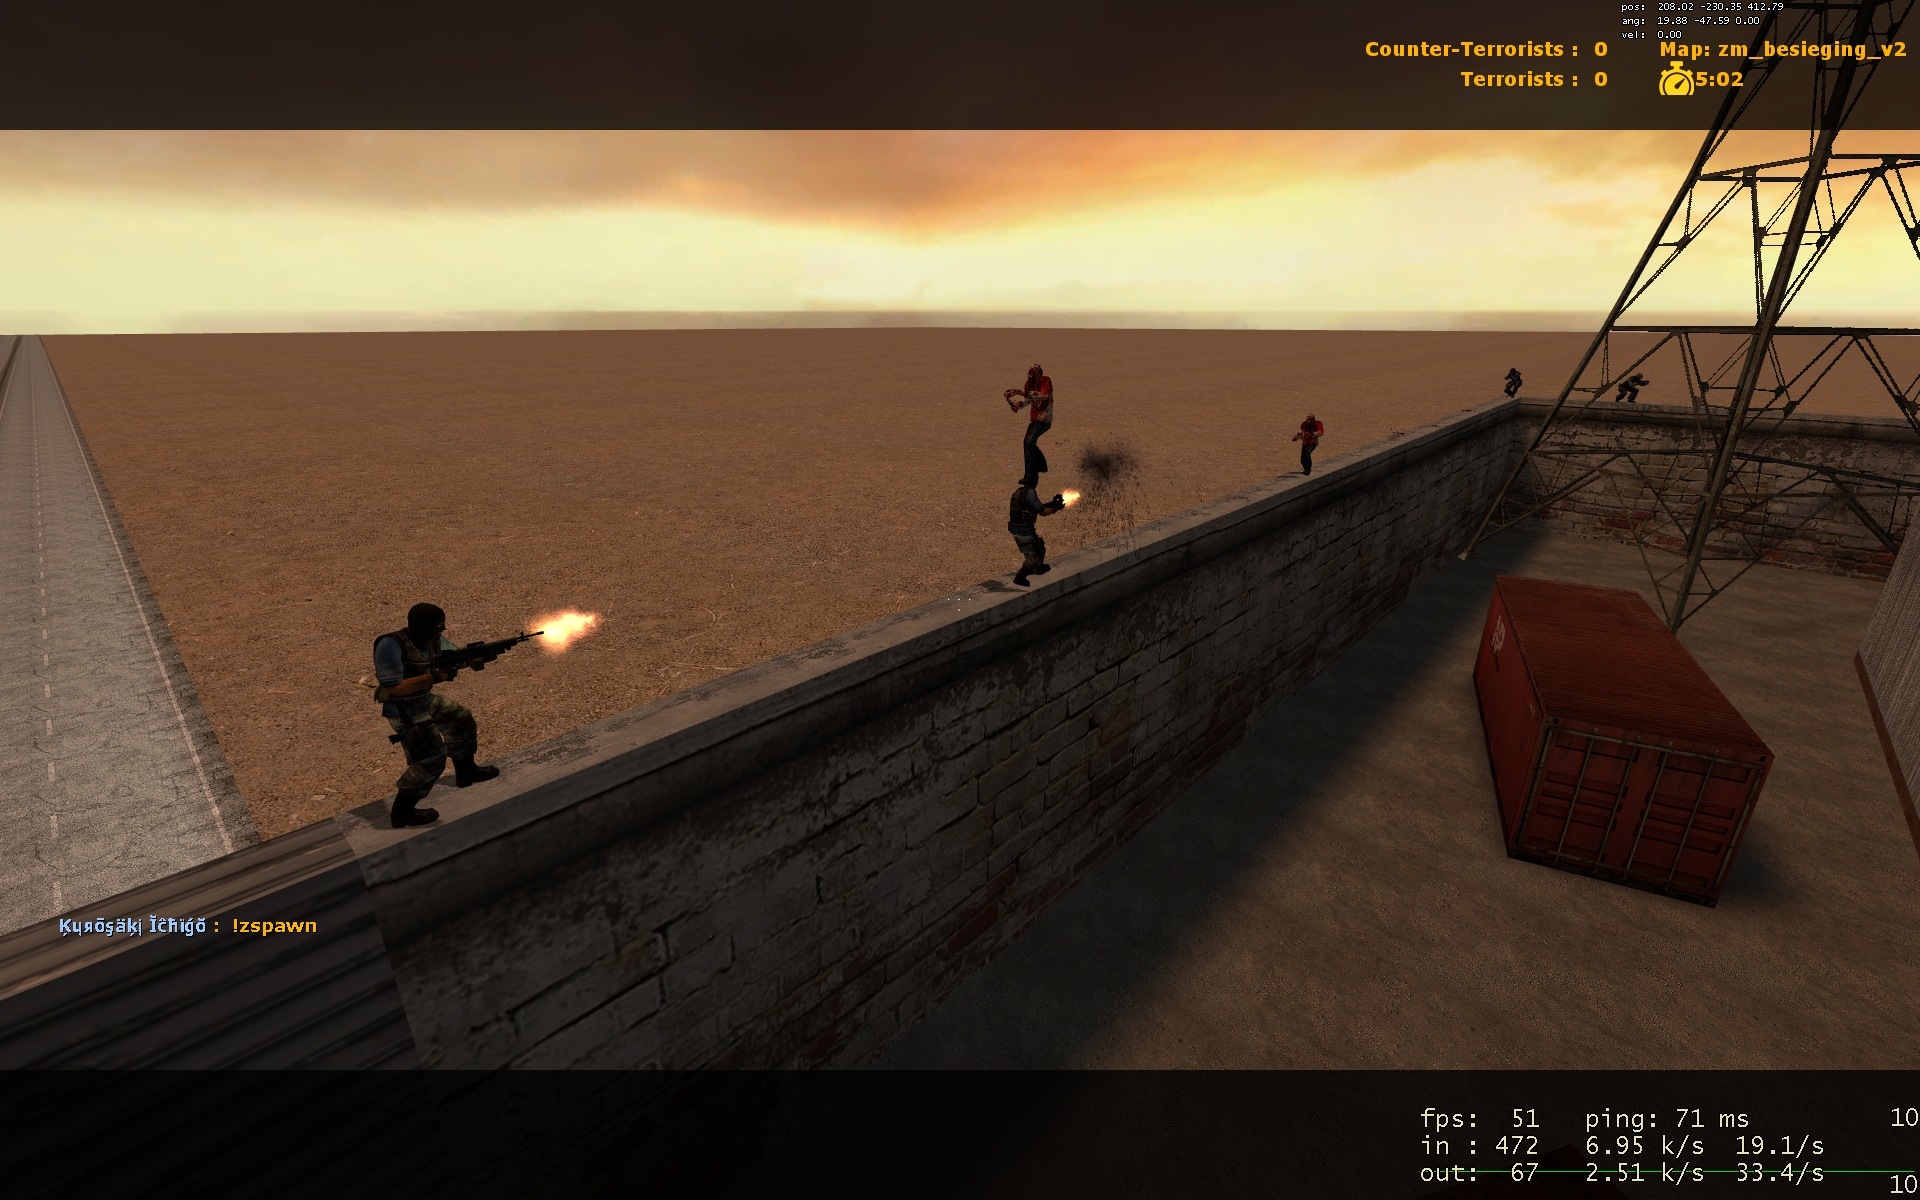 pos: 208.02 -230.35 412.79
ang: 19.88 -47.59 0.00
vel: 0.00
Counter-Terrorists : 0 Map: zm_besieging_v2
Terrorists : 0 5:02
: !zspawn
fps: 51 ping: 71 ms 10
in : 472 6.95 k/s 19.1/s
out: 67 2.51 k/s 33.4/s 10